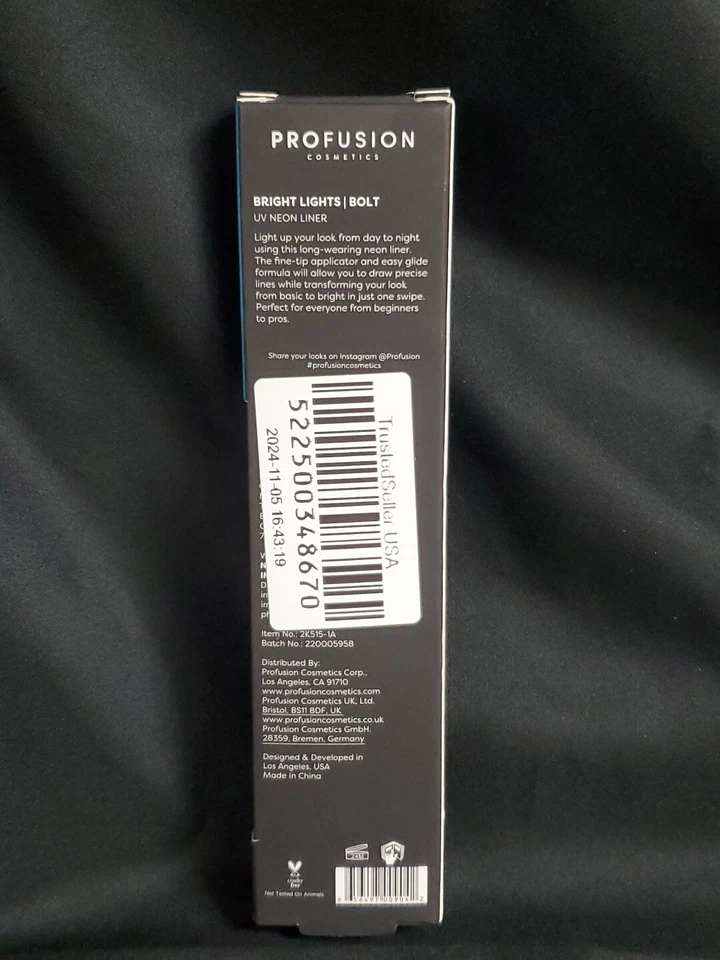 PROFUSION
COSMETICS
BRIGHT LIGHTS | BOLT
UV NEON LINER
Light up your look from day to night
using this long-wearing neon liner.
The fine-tip applicator and easy glide
formula will allow you to draw precise
lines while transforming your look
from basic to bright in just one swipe.
Perfect for everyone from beginners
to pros.
Share your looks on Instagram @Profusion
#profusioncosmetics
TrustedSeller USA
522500348670
2024-11-05 16:43:19
Item No.: 2K515-1A
Batch No.: 220005958
Distributed By:
Profusion Cosmetics Corp.,
Los Angeles, CA 91710
www.profusioncosmetics.com
Profusion Cosmetics UK, Ltd.
Bristol, BS11 8DF, UK
www.profusioncosmetics.co.uk
Profusion Cosmetics GmbH.
28359, Bremen, Germany
Designed & Developed in
Los Angeles, USA
Made In China
24M
cruelty
free
Not Tested On Animals